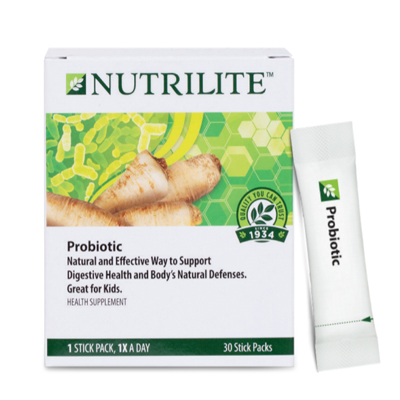 NUTRILITE™
QUALITY YOU CAN TRUST
SINCE
1934
Probiotic
Natural and Effective Way to Support
Digestive Health and Body's Natural Defenses.
Great for Kids.
HEALTH SUPPLEMENT
1 STICK PACK, 1X A DAY
30 Stick Packs
Probiotic